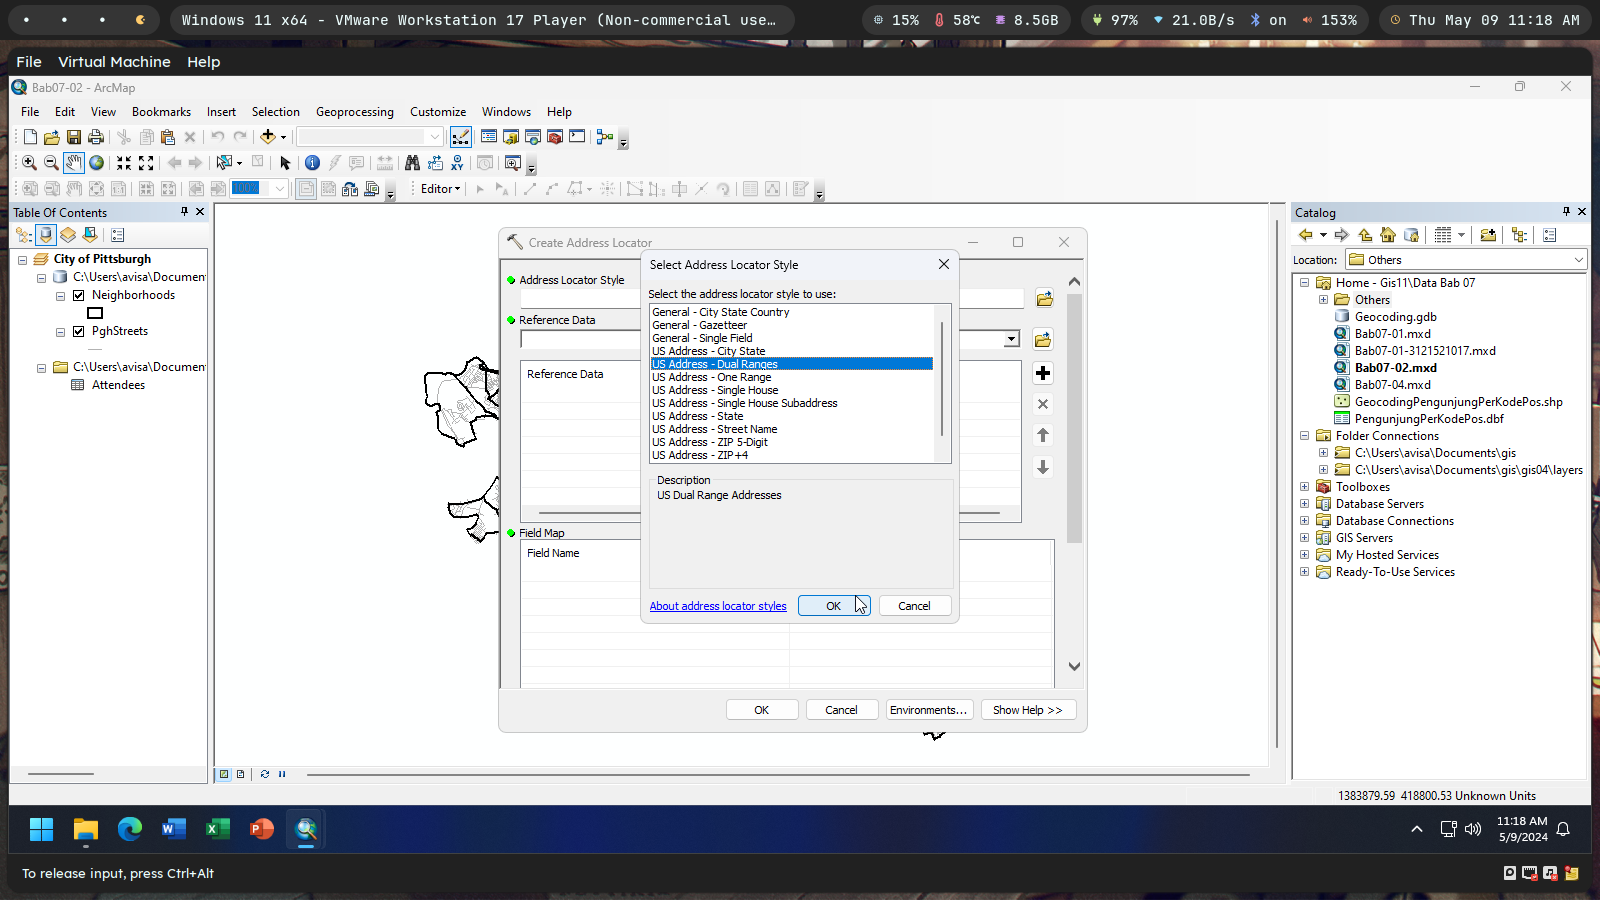 Windows 11 x64 - VMware Workstation 17 Player (Non-commercial use…
15%
58℃
8.5GB
97%
21.0B/s
on
153%
Thu May 09 11:18 AM
File Virtual Machine Help
Bab07-02 - ArcMap
File Edit View Bookmarks Insert Selection Geoprocessing Customize Windows Help
100%
Editor
Table Of Contents
City of Pittsburgh
C:\Users\avisa\Documen
Neighborhoods
PghStreets
C:\Users\avisa\Documen
Attendees
Create Address Locator
Address Locator Style
Reference Data
Reference Data
Field Map
Field Name
OK
Cancel
Environments...
Show Help >>
Select Address Locator Style
Select the address locator style to use:
General - City State Country
General - Gazetteer
General - Single Field
US Address - City State
US Address - Dual Ranges
US Address - One Range
US Address - Single House
US Address - Single House Subaddress
US Address - State
US Address - Street Name
US Address - ZIP 5-Digit
US Address - ZIP+4
Description
US Dual Range Addresses
About address locator styles
OK
Cancel
Catalog
Location: Others
Home - Gis11\Data Bab 07
Others
Geocoding.gdb
Bab07-01.mxd
Bab07-01-3121521017.mxd
Bab07-02.mxd
Bab07-04.mxd
GeocodingPengunjungPerKodePos.shp
PengunjungPerKodePos.dbf
Folder Connections
C:\Users\avisa\Documents\gis
C:\Users\avisa\Documents\gis\gis04\layers
Toolboxes
Database Servers
Database Connections
GIS Servers
My Hosted Services
Ready-To-Use Services
1383879.59 418800.53 Unknown Units
11:18 AM
5/9/2024
To release input, press Ctrl+Alt